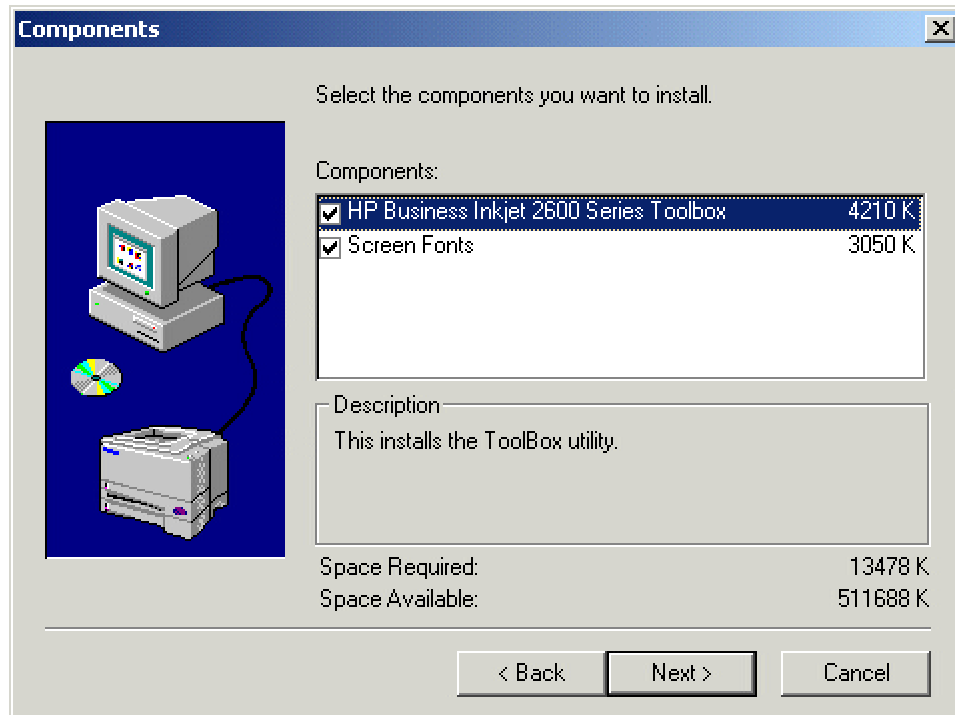 Components
Select the components you want to install.
Components:
HP Business Inkjet 2600 Series Toolbox 4210 K
Screen Fonts 3050 K
Description
This installs the ToolBox utility.
Space Required: 13478 K
Space Available: 511688 K
< Back Next > Cancel